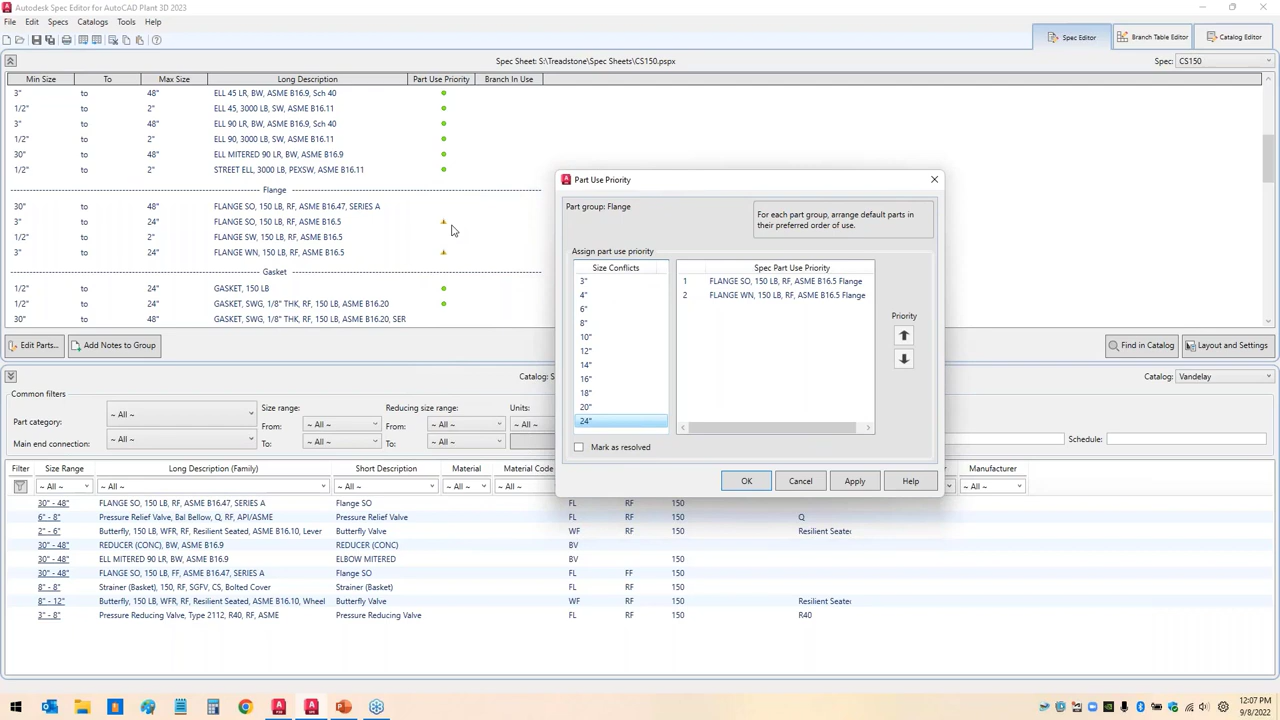 Autodesk Spec Editor for AutoCAD Plant 3D 2023
File Edit Specs Catalogs Tools Help
Spec Editor Branch Table Editor Catalog Editor
Spec Sheet: S:\Treadstone\Spec Sheets\CS150.pspx Spec: CS150
Min Size To Max Size Long Description Part Use Priority Branch In Use
3" to 48" ELL 45 LR, BW, ASME B16.9, Sch 40
1/2" to 2" ELL 45, 3000 LB, SW, ASME B16.11
3" to 48" ELL 90 LR, BW, ASME B16.9, Sch 40
1/2" to 2" ELL 90, 3000 LB, SW, ASME B16.11
30" to 48" ELL MITERED 90 LR, BW, ASME B16.9
1/2" to 2" STREET ELL, 3000 LB, PEXSW, ASME B16.11
Flange
30" to 48" FLANGE SO, 150 LB, RF, ASME B16.47, SERIES A
3" to 24" FLANGE SO, 150 LB, RF, ASME B16.5
1/2" to 2" FLANGE SW, 150 LB, RF, ASME B16.5
3" to 24" FLANGE WN, 150 LB, RF, ASME B16.5
Gasket
1/2" to 24" GASKET, 150 LB
1/2" to 24" GASKET, SWG, 1/8" THK, RF, 150 LB, ASME B16.20
30" to 48" GASKET, SWG, 1/8" THK, RF, 150 LB, ASME B16.20, SER
Edit Parts... Add Notes to Group Find in Catalog Layout and Settings
Part Use Priority
Part group: Flange
For each part group, arrange default parts in
their preferred order of use.
Assign part use priority
Size Conflicts Spec Part Use Priority
3" 1 FLANGE SO, 150 LB, RF, ASME B16.5 Flange
4" 2 FLANGE WN, 150 LB, RF, ASME B16.5 Flange
6"
8"
10"
12"
14"
16"
18"
20"
24"
Priority
Mark as resolved
OK Cancel Apply Help
Catalog: S Catalog: Vandelay
Common filters
Part category: ~ All ~
Main end connection: ~ All ~
Size range: Reducing size range: Units:
From: ~ All ~ From: ~ All ~ ~ All ~
To: ~ All ~ To: ~ All ~
Schedule:
Filter Size Range Long Description (Family) Short Description Material Material Code Manufacturer
~ All ~ ~ All ~ ~ All ~ ~ All ~ ~ All ~ ~ All ~
30" - 48" FLANGE SO, 150 LB, RF, ASME B16.47, SERIES A Flange SO FL RF 150
6" - 8" Pressure Relief Valve, Bal Bellow, Q, RF, API/ASME Pressure Relief Valve FL RF 150 Q
2" - 6" Butterfly, 150 LB, WFR, RF, Resilient Seated, ASME B16.10, Lever Butterfly Valve WF RF 150 Resilient Seated
30" - 48" REDUCER (CONC), BW, ASME B16.9 REDUCER (CONC) BV
30" - 48" ELL MITERED 90 LR, BW, ASME B16.9 ELBOW MITERED BV 150
30" - 48" FLANGE SO, 150 LB, FF, ASME B16.47, SERIES A Flange SO FL FF 150
8" - 8" Strainer (Basket), 150, RF, SGFV, CS, Bolted Cover Strainer (Basket) FL RF 150
8" - 12" Butterfly, 150 LB, WFR, RF, Resilient Seated, ASME B16.10, Wheel Butterfly Valve WF RF 150 Resilient Seated
3" - 8" Pressure Reducing Valve, Type 2112, R40, RF, ASME Pressure Reducing Valve FL RF 150 R40
12:07 PM
9/8/2022